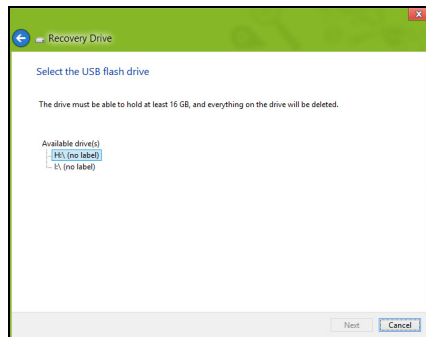 Recovery Drive
Select the USB flash drive
The drive must be able to hold at least 16 GB, and everything on the drive will be deleted.
Available drive(s)
H:\ (no label)
I:\ (no label)
Next
Cancel